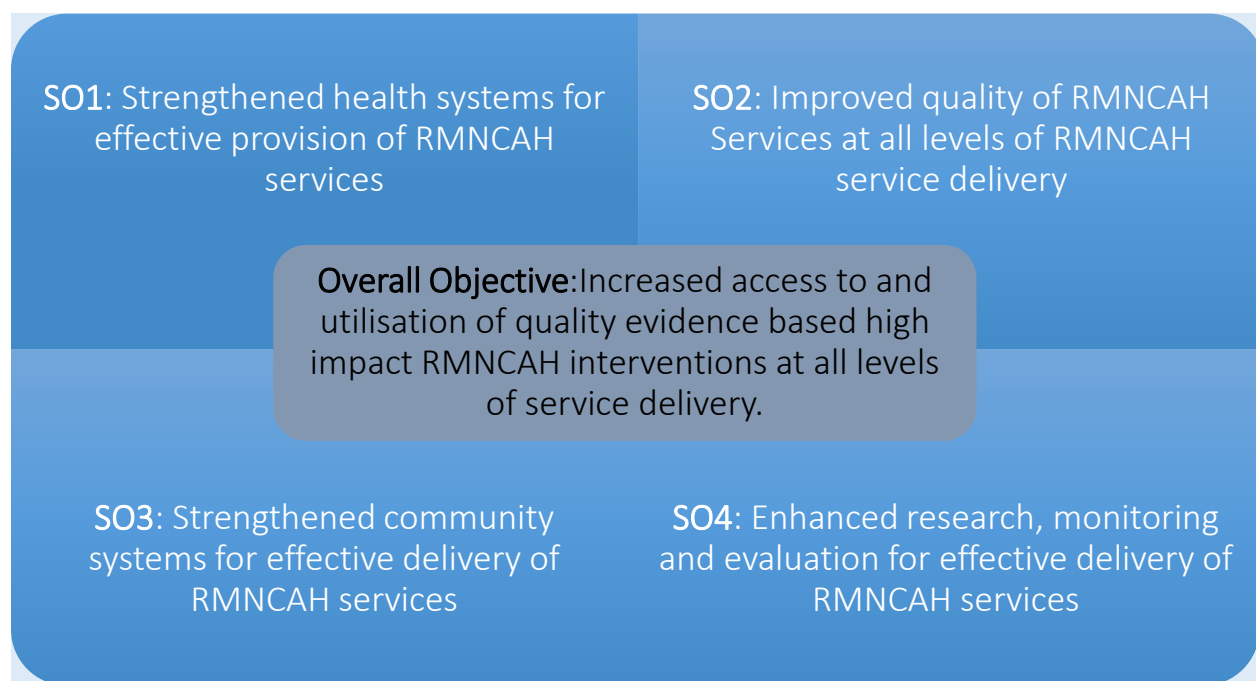 SO1: Strengthened health systems for
effective provision of RMNCAH
services
SO2: Improved quality of RMNCAH
Services at all levels of RMNCAH
service delivery
Overall Objective:Increased access to and
utilisation of quality evidence based high
impact RMNCAH interventions at all levels
of service delivery.
SO3: Strengthened community
systems for effective delivery of
RMNCAH services
SO4: Enhanced research, monitoring
and evaluation for effective delivery of
RMNCAH services